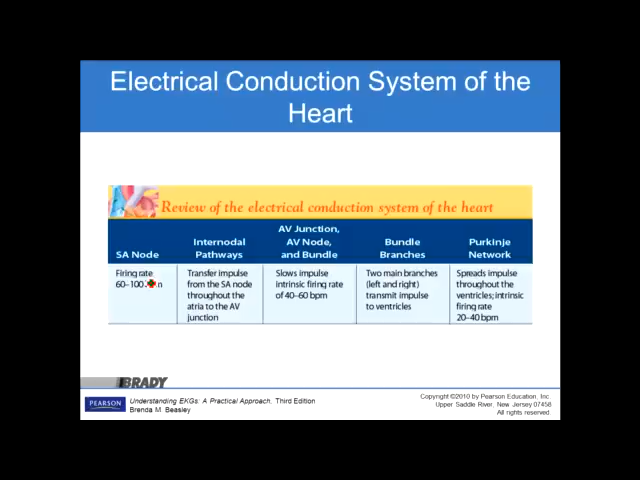 Electrical Conduction System of the
Heart
Review of the electrical conduction system of the heart
SA Node
Internodal
Pathways
AV Junction,
AV Node,
and Bundle
Bundle
Branches
Purkinje
Network
Firing rate
60–100
Transfer impulse
from the SA node
throughout the
atria to the AV
junction
Slows impulse
intrinsic firing rate
of 40–60 bpm
Two main branches
(left and right)
transmit impulse
to ventricles
Spreads impulse
throughout the
ventricles; intrinsic
firing rate
20–40 bpm
BRADY
PEARSON
Understanding EKGs: A Practical Approach, Third Edition
Brenda M. Beasley
Copyright ©2010 by Pearson Education, Inc.
Upper Saddle River, New Jersey 07458
All rights reserved.